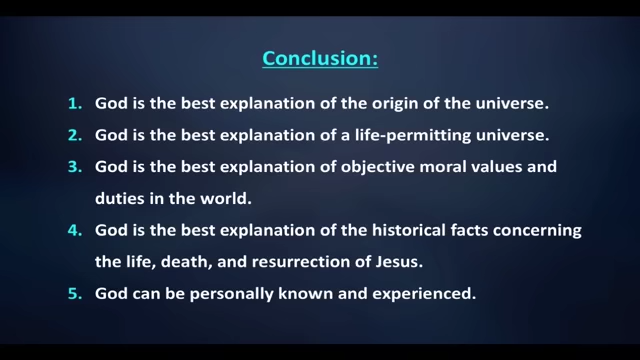 Conclusion:
1. God is the best explanation of the origin of the universe.
2. God is the best explanation of a life-permitting universe.
3. God is the best explanation of objective moral values and
duties in the world.
4. God is the best explanation of the historical facts concerning
the life, death, and resurrection of Jesus.
5. God can be personally known and experienced.